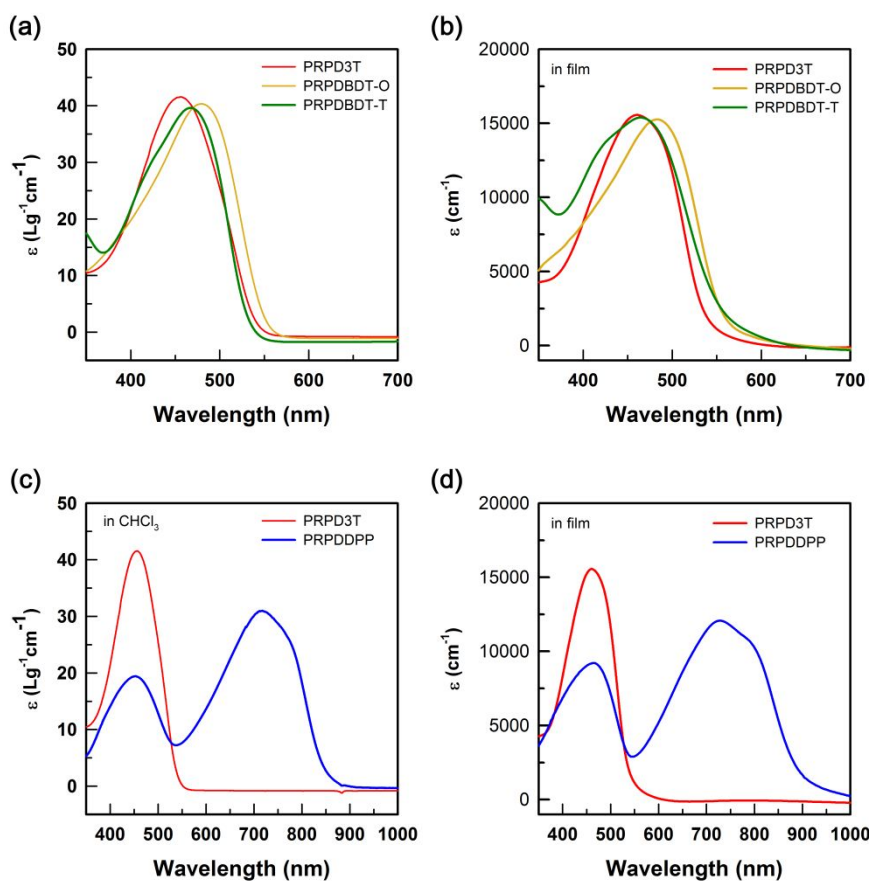 (a)
50
40
30
20
10
0
ε (Lg⁻¹cm⁻¹)
PRPD3T
PRPDBDT-O
PRPDBDT-T
400 500 600 700
Wavelength (nm)
(b)
20000
15000
10000
5000
0
ε (cm⁻¹)
in film
PRPD3T
PRPDBDT-O
PRPDBDT-T
400 500 600 700
Wavelength (nm)
(c)
50
40
30
20
10
0
ε (Lg⁻¹cm⁻¹)
in CHCl₃
PRPD3T
PRPDDPP
400 500 600 700 800 900 1000
Wavelength (nm)
(d)
20000
15000
10000
5000
0
ε (cm⁻¹)
in film
PRPD3T
PRPDDPP
400 500 600 700 800 900 1000
Wavelength (nm)